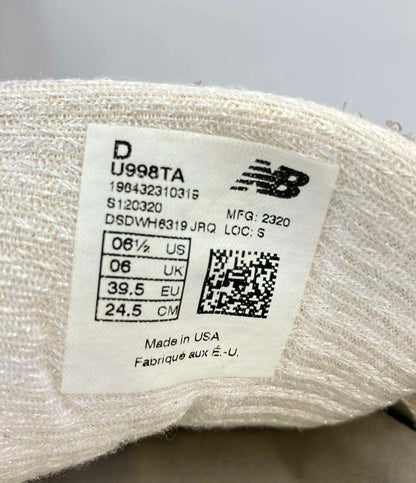 D
U998TA
196432310319
S120320 MFG: 2320
DSDWH6319 JRQ LOC: S
06½ US
06 UK
39.5 EU
24.5 CM
Made in USA
Fabriqué aux É.-U.